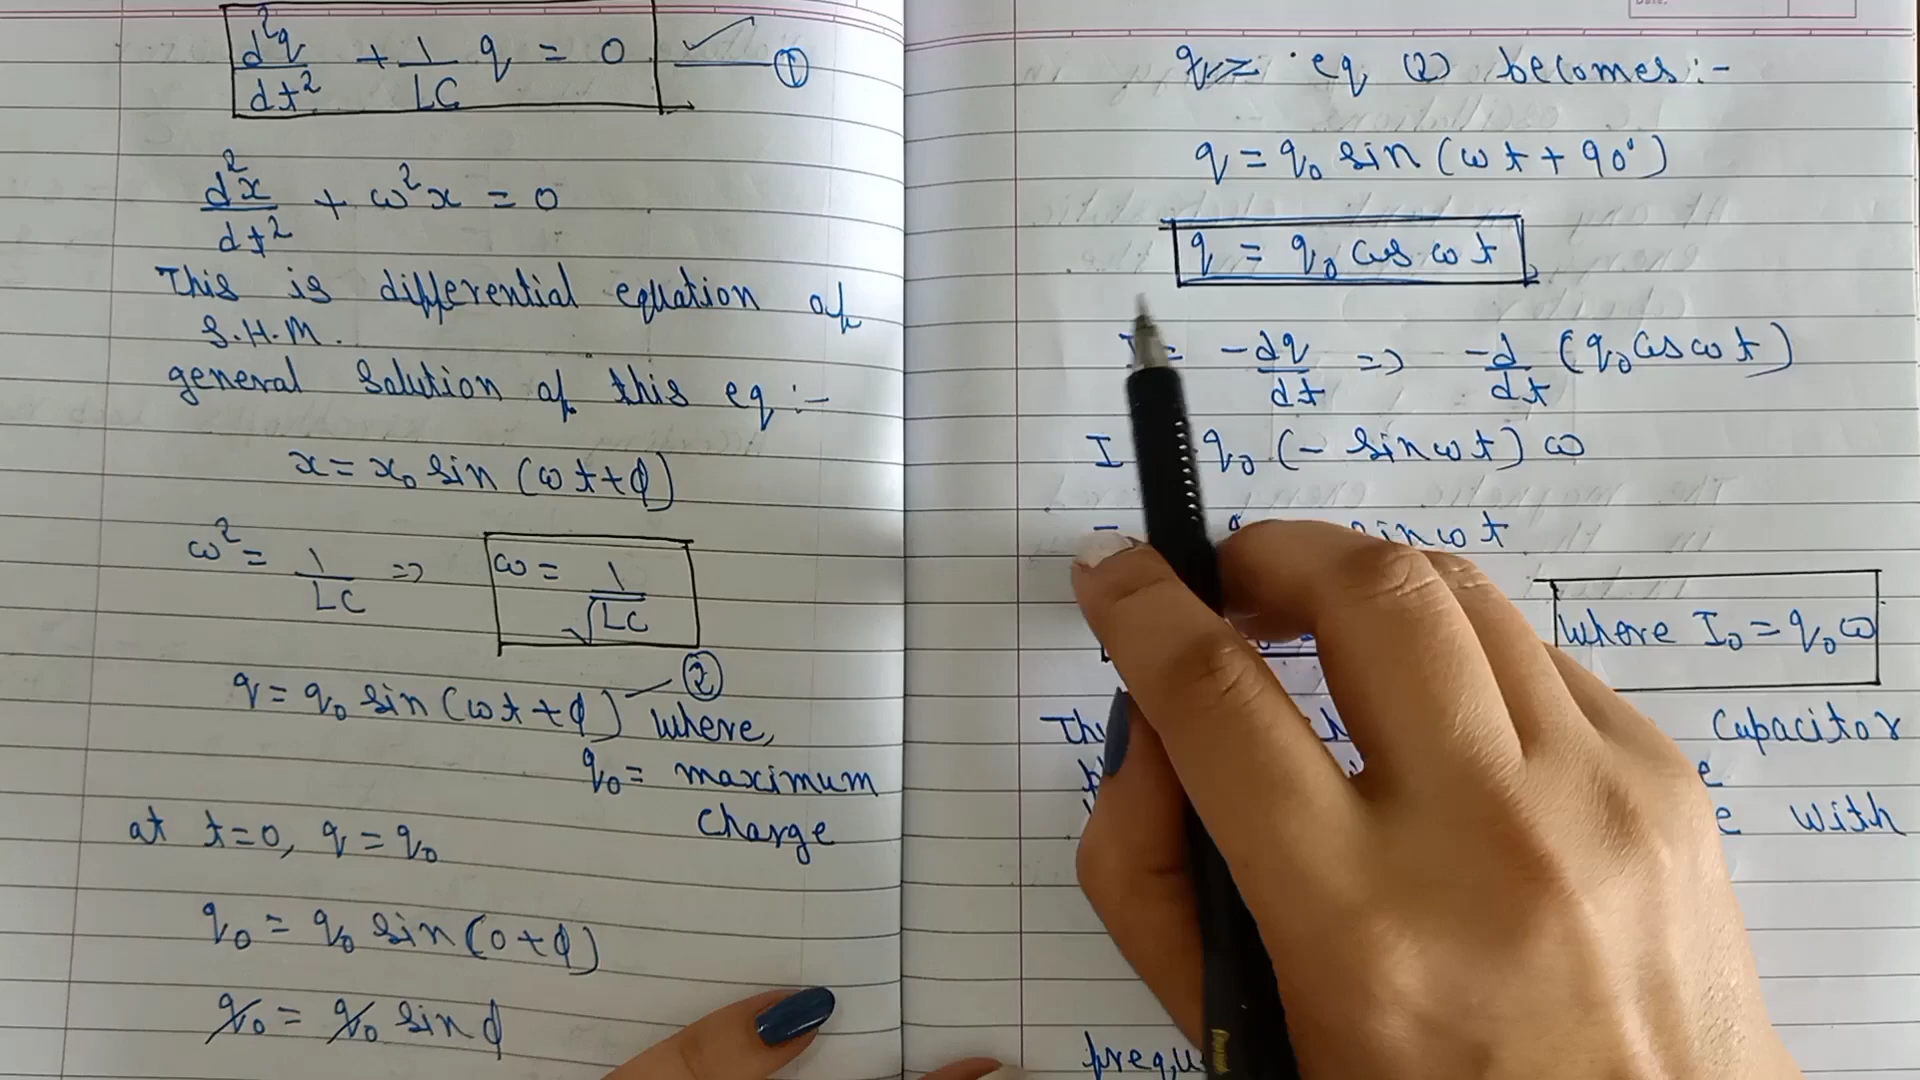 d²q/dt² + 1/LC q = 0 ✓ ①
d²x/dt² + ω²x = 0
This is differential equation of
S.H.M.
general solution of this eq :-
x = x₀ sin (ωt+φ)
ω² = 1/LC => ω = 1/√LC
q = q₀ sin (ωt+φ) — ② where,
q₀ = maximum
charge
at t=0, q = q₀
q₀ = q₀ sin (0+φ)
q₀ = q₀ sin φ
Date:
eq (2) becomes :-
q = q₀ sin (ωt + 90°)
q = q₀ cos ωt
= -dq/dt => -d/dt (q₀ cos ωt)
I q₀ (- sin ωt) ω
sin ωt
where I₀ = q₀ω
Capacitor
with